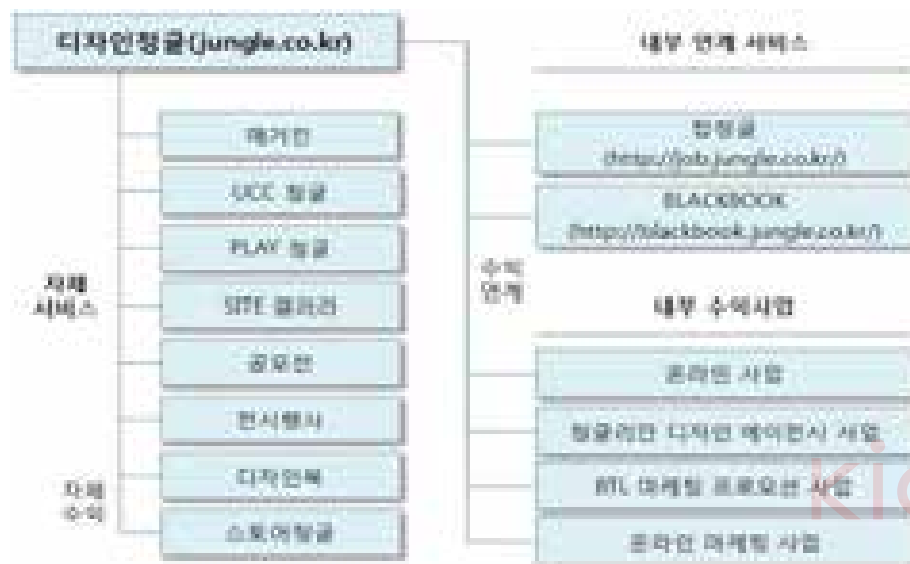 디자인정글(jungle.co.kr)
매거진
UCC 정글
PLAY 정글
SITE 갤러리
공모전
전시행사
디자인북
스토어정글
자체
서비스
자체
수익
내부 연계 서비스
잡정글
(http://job.jungle.co.kr/)
BLACKBOOK
(http://blackbook.jungle.co.kr/)
수익
연계
내부 수익사업
온라인 사업
정글리안 디자인 에이전시 사업
BTL 마케팅 프로모션 사업
온라인 마케팅 사업